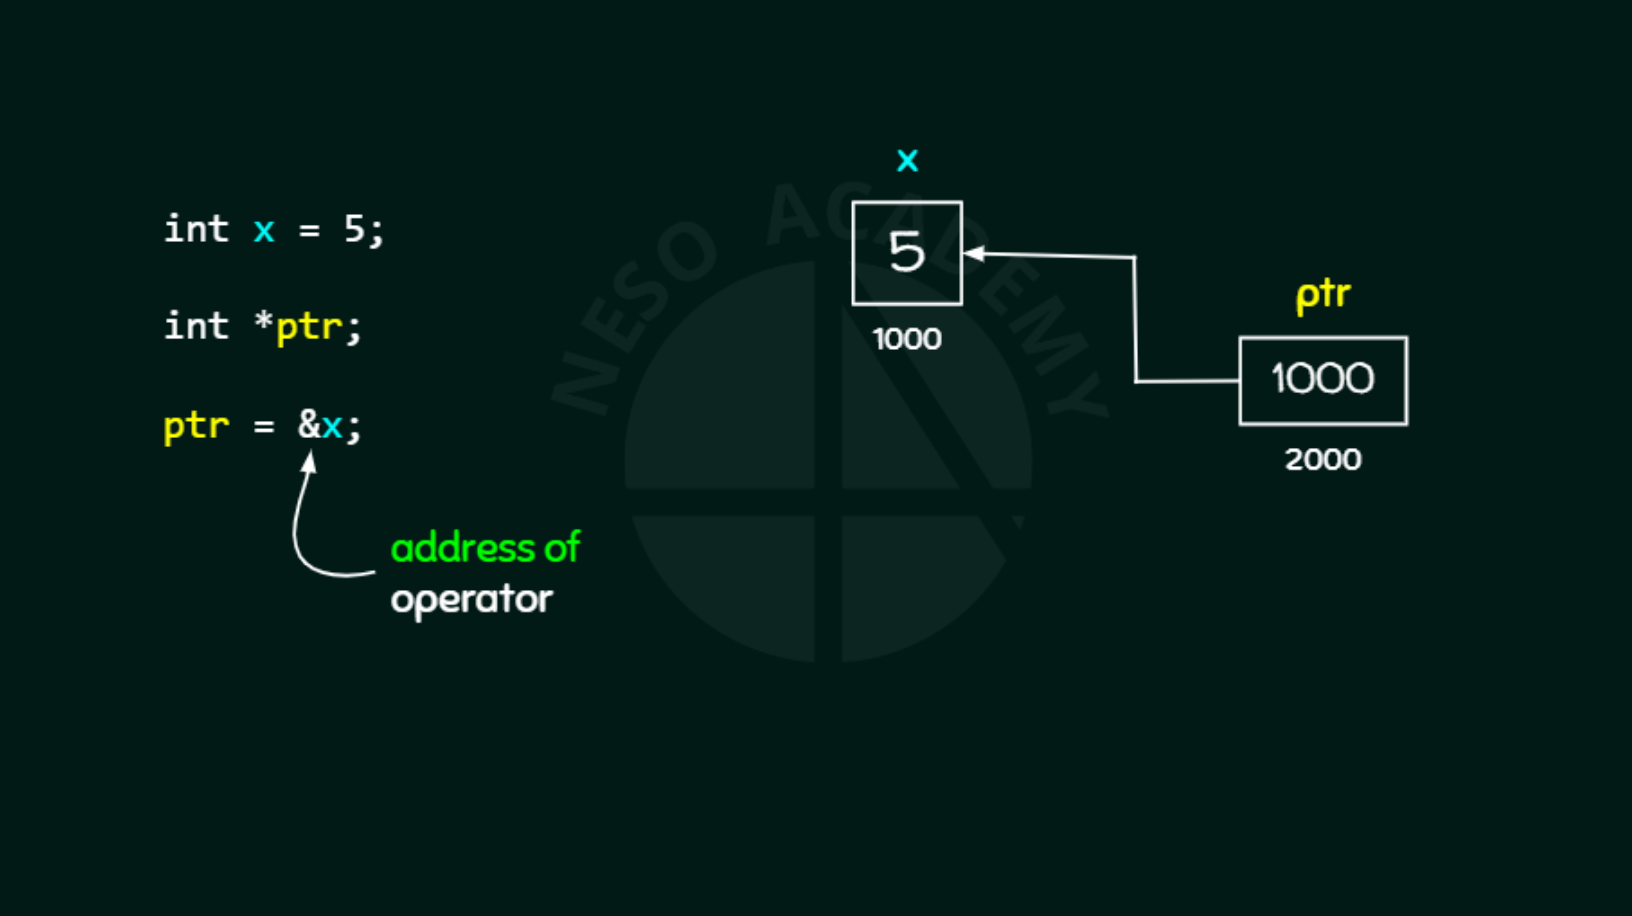 int x = 5;
int *ptr;
ptr = &x;
address of
operator
x
5
1000
ptr
1000
2000
NESO ACADEMY